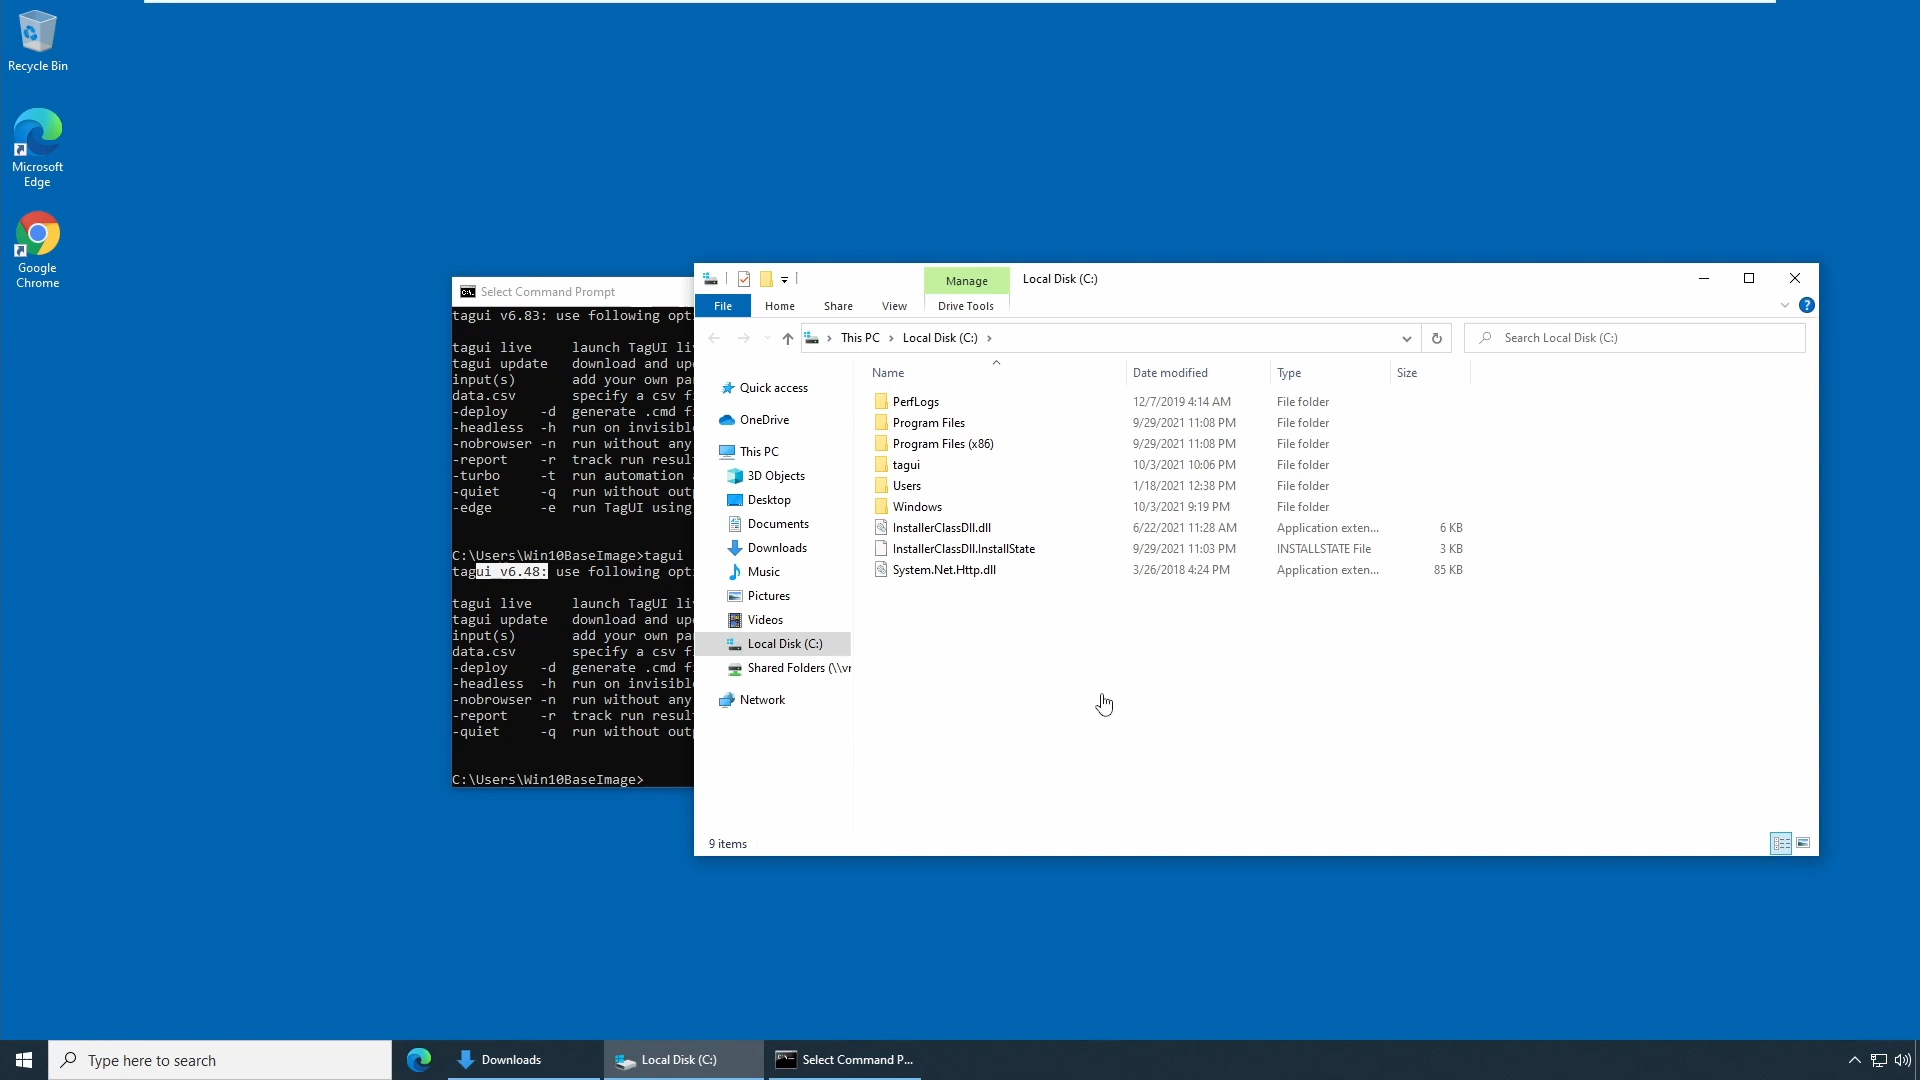 Recycle Bin
Microsoft
Edge
Google
Chrome
Select Command Prompt
tagui v6.83: use following opti
tagui live launch TagUI li
tagui update download and up
input(s) add your own pa
data.csv specify a csv f
-deploy -d generate .cmd f
-headless -h run on invisibl
-nobrowser -n run without any
-report -r track run resul
-turbo -t run automation
-quiet -q run without out
-edge -e run TagUI using
C:\Users\Win10BaseImage>tagui
tagui v6.48: use following opt
tagui live launch TagUI li
tagui update download and up
input(s) add your own pa
data.csv specify a csv f
-deploy -d generate .cmd f
-headless -h run on invisibl
-nobrowser -n run without any
-report -r track run resul
-quiet -q run without out
C:\Users\Win10BaseImage>
Manage Local Disk (C:)
File Home Share View Drive Tools
This PC Local Disk (C:)
Search Local Disk (C:)
Quick access
OneDrive
This PC
3D Objects
Desktop
Documents
Downloads
Music
Pictures
Videos
Local Disk (C:)
Shared Folders (\\vr
Network
Name Date modified Type Size
PerfLogs 12/7/2019 4:14 AM File folder
Program Files 9/29/2021 11:08 PM File folder
Program Files (x86) 9/29/2021 11:08 PM File folder
tagui 10/3/2021 10:06 PM File folder
Users 1/18/2021 12:38 PM File folder
Windows 10/3/2021 9:19 PM File folder
InstallerClassDll.dll 6/22/2021 11:28 AM Application exten... 6 KB
InstallerClassDll.InstallState 9/29/2021 11:03 PM INSTALLSTATE File 3 KB
System.Net.Http.dll 3/26/2018 4:24 PM Application exten... 85 KB
9 items
Type here to search
Downloads
Local Disk (C:)
Select Command P...